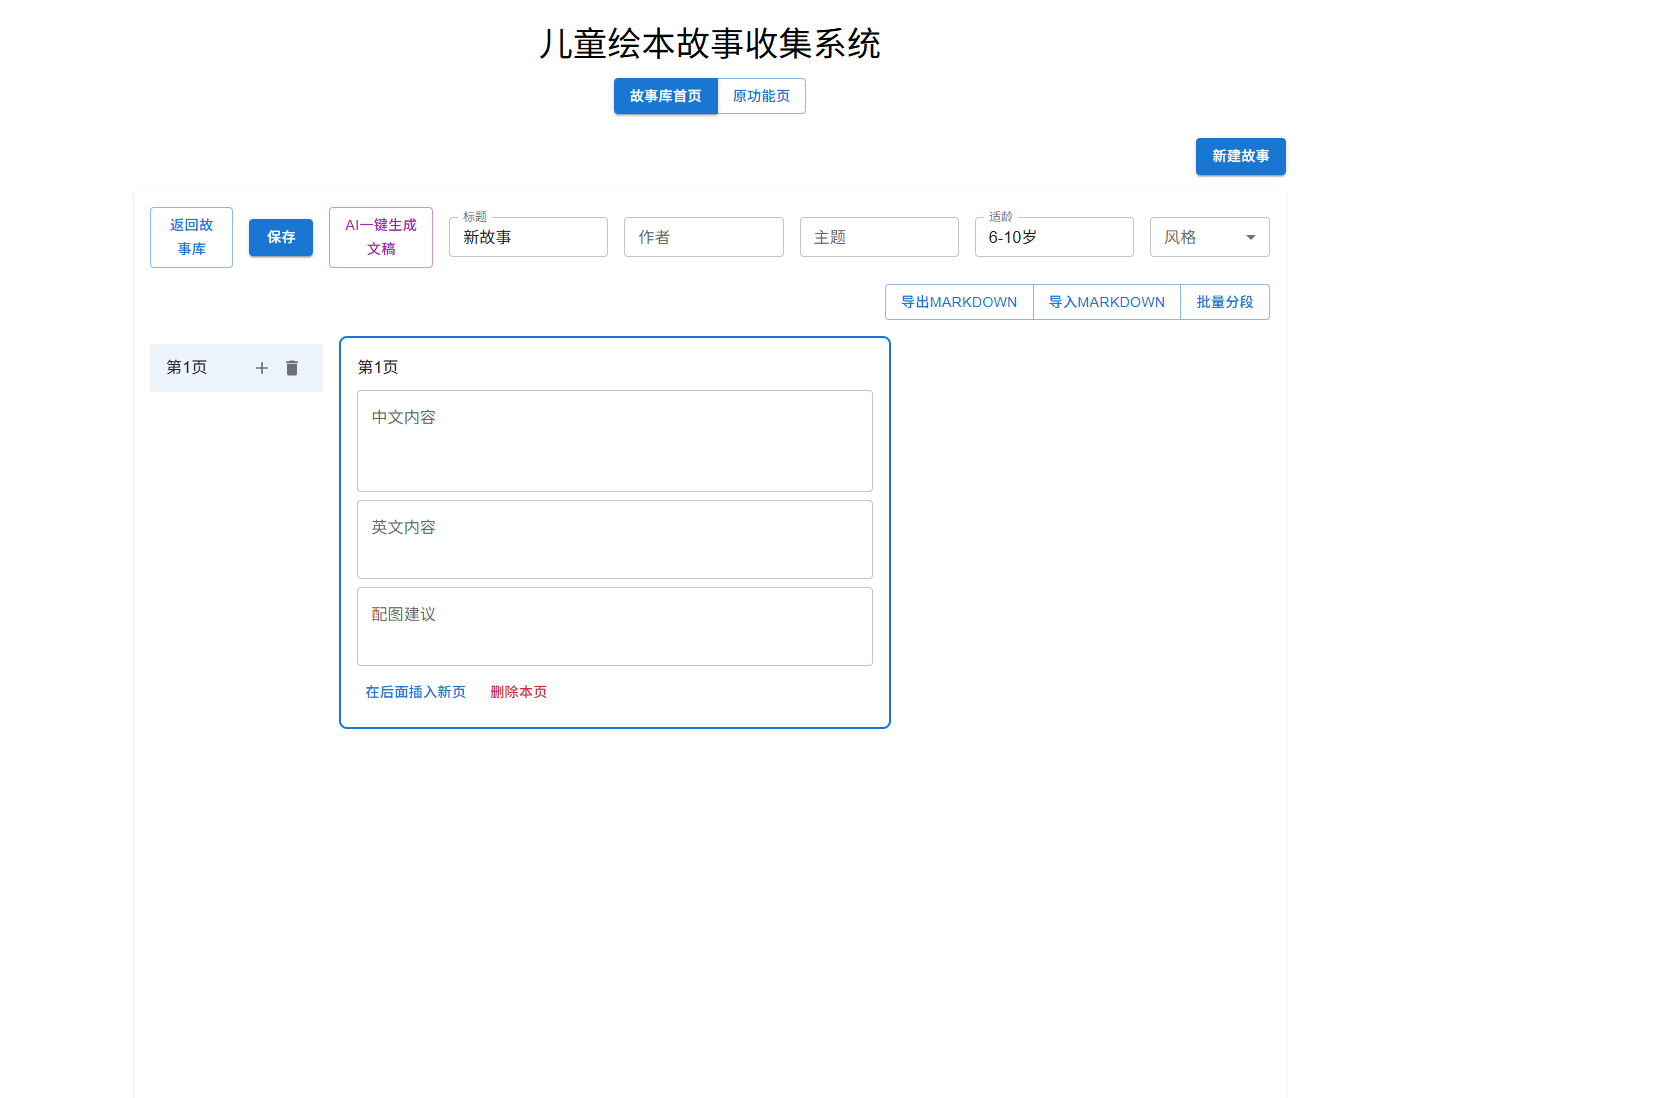 儿童绘本故事收集系统
故事库首页 原功能页
新建故事
返回故
事库
保存
AI一键生成
文稿
标题
新故事
作者
主题
适龄
6-10岁
风格
导出MARKDOWN 导入MARKDOWN 批量分段
第1页
第1页
中文内容
英文内容
配图建议
在后面插入新页 删除本页